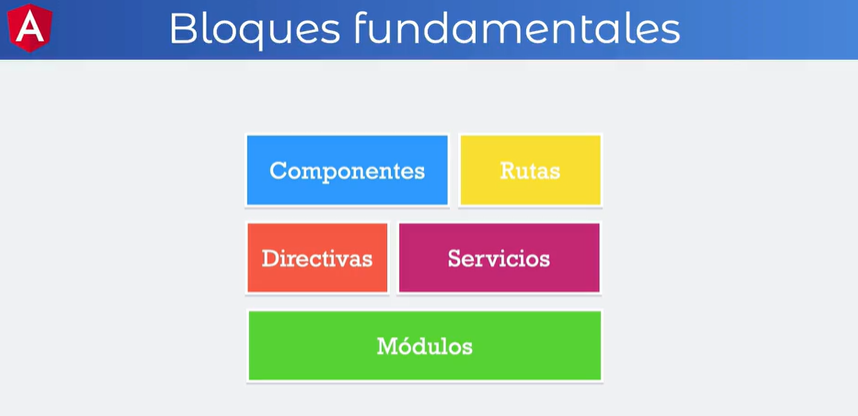 A
Bloques fundamentales
Componentes
Rutas
Directivas
Servicios
Módulos